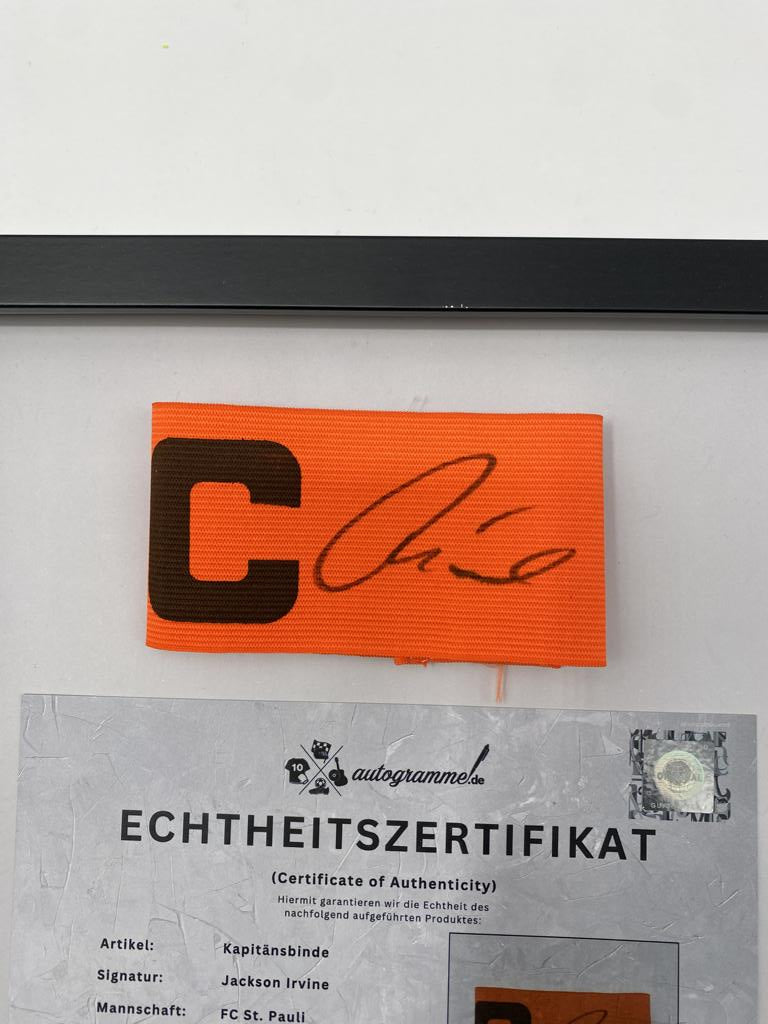 C
10
autogramme.de
ECHTHEITSZERTIFIKAT
(Certificate of Authenticity)
Hiermit garantieren wir die Echtheit des
nachfolgend aufgeführten Produktes:
Artikel: Kapitänsbinde
Signatur: Jackson Irvine
Mannschaft: FC St. Pauli
C